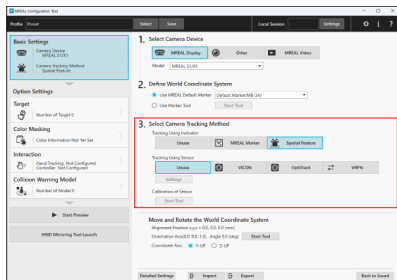 MREAL Configuration Tool
Profile Preset
Select
Save
Local Session
Settings
Basic Settings
Camera Device
MREAL S1/X1
Camera Tracking Method
Spatial Feature
Option Settings
Target
Number of Target 0
Color Masking
Color Information Not Yet Set
Interaction
Hand Tracking Not Configured
Controller Not Configured
Collision Warning Model
Number of Model 0
Start Preview
HMD Mirroring Tool Launch
1. Select Camera Device
MREAL Display
Other
MREAL Video
Model
2. Define World Coordinate System
Use MREAL Default Marker
Default Marker(MB-3A)
Use Marker Tool
Start Tool
3. Select Camera Tracking Method
Tracking Using Indicator
Unuse
MREAL Marker
Spatial Feature
Tracking Using Sensor
Unuse
VICON
OptiTrack
VRPN
Settings
Calibration of Sensor
Start Tool
Move and Rotate the World Coordinate System
Start Tool
Coordinate Axis
Y-UP
Z-UP
Detailed Settings
Import
Export
Back to Saved